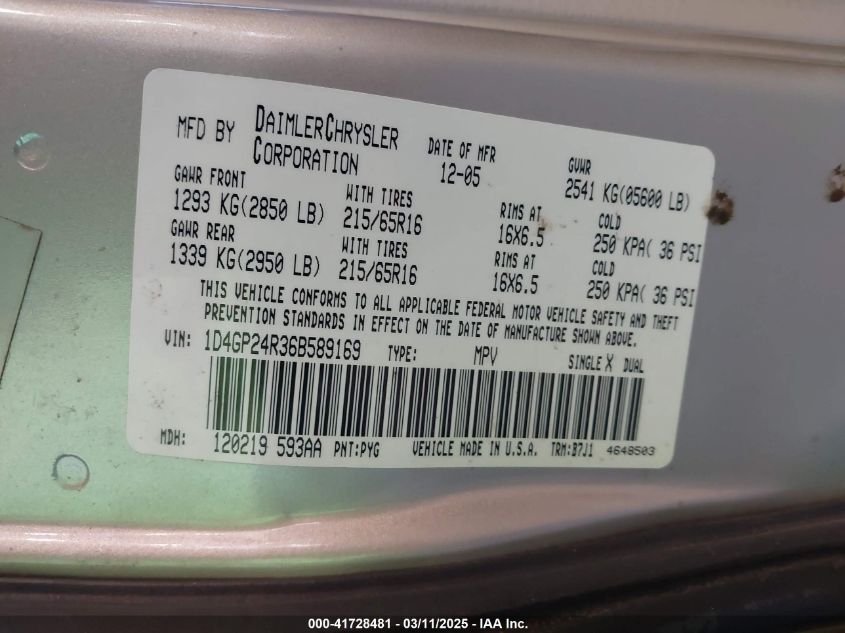 MFD BY DAIMLERCHRYSLER CORPORATION DATE OF MFR 12-05 GVWR 2541 KG(05600 LB)
GAWR FRONT WITH TIRES RIMS AT COLD
1293 KG(2850 LB) 215/65R16 16X6.5 250 KPA( 36 PSI
GAWR REAR WITH TIRES RIMS AT COLD
1339 KG(2950 LB) 215/65R16 16X6.5 250 KPA( 36 PSI
THIS VEHICLE CONFORMS TO ALL APPLICABLE FEDERAL MOTOR VEHICLE SAFETY AND THEFT
PREVENTION STANDARDS IN EFFECT ON THE DATE OF MANUFACTURE SHOWN ABOVE.
VIN: 1D4GP24R36B589169 TYPE: MPV SINGLE X DUAL
MDH: 120219 593AA PNT:PYG VEHICLE MADE IN U.S.A. TRM:B7J1 4648503
000-41728481 - 03/11/2025 - IAA Inc.